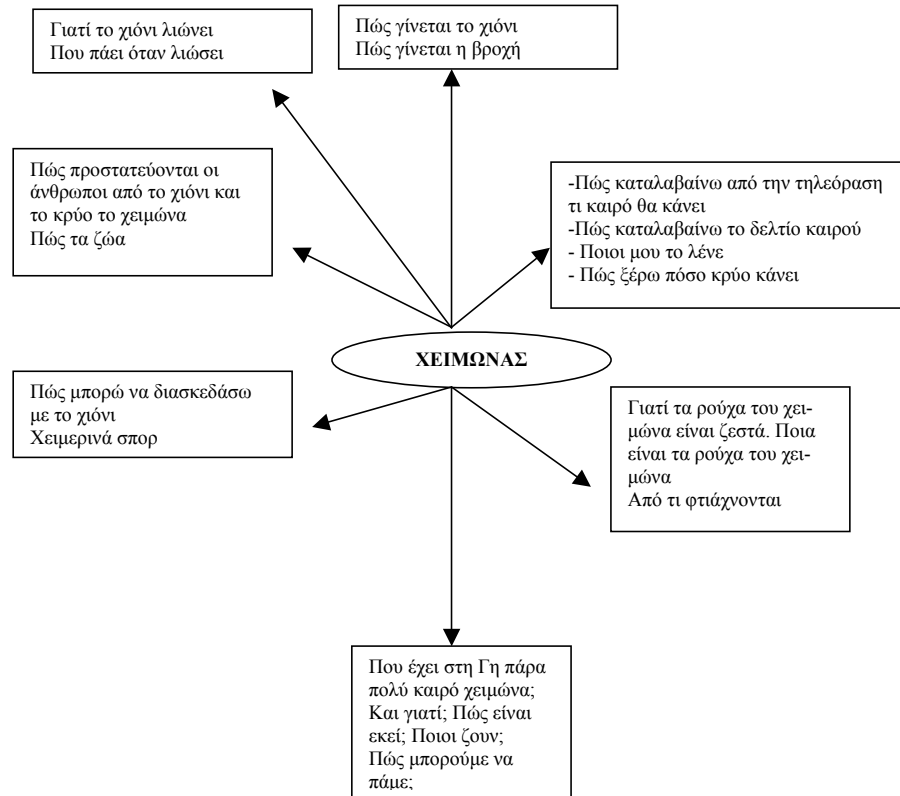 Γιατί το χιόνι λιώνει
Που πάει όταν λιώσει
Πώς γίνεται το χιόνι
Πώς γίνεται η βροχή
Πώς προστατεύονται οι
άνθρωποι από το χιόνι και
το κρύο το χειμώνα
Πώς τα ζώα
-Πώς καταλαβαίνω από την τηλεόραση
τι καιρό θα κάνει
-Πώς καταλαβαίνω το δελτίο καιρού
- Ποιοι μου το λένε
- Πώς ξέρω πόσο κρύο κάνει
ΧΕΙΜΩΝΑΣ
Πώς μπορώ να διασκεδάσω
με το χιόνι
Χειμερινά σπορ
Γιατί τα ρούχα του χει-
μώνα είναι ζεστά. Ποια
είναι τα ρούχα του χει-
μώνα
Από τι φτιάχνονται
Που έχει στη Γη πάρα
πολύ καιρό χειμώνα;
Και γιατί; Πώς είναι
εκεί; Ποιοι ζουν;
Πώς μπορούμε να
πάμε;